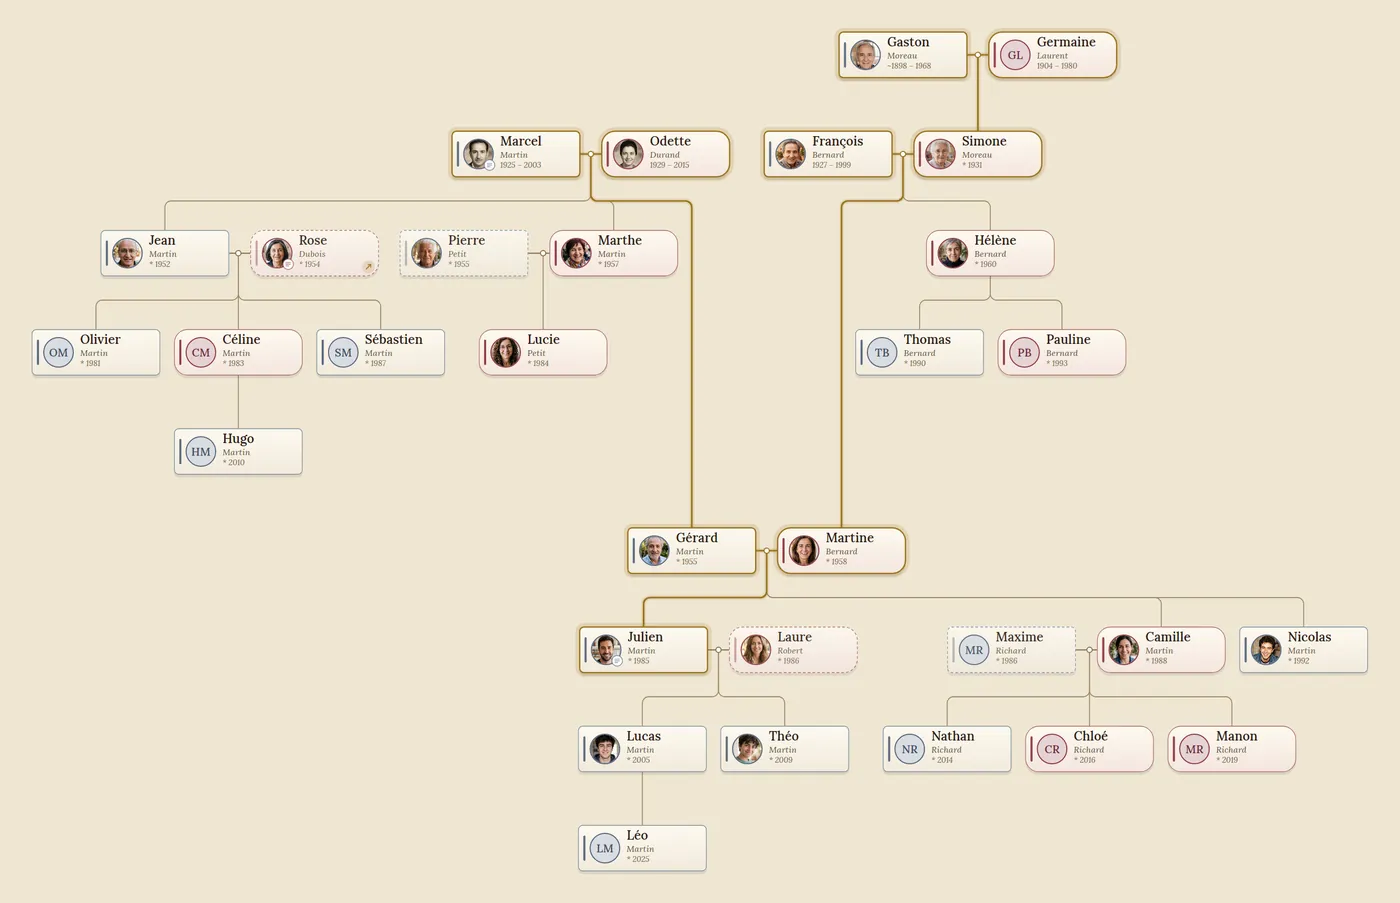 Gaston
Moreau
~1898 – 1968
GL
Germaine
Laurent
1904 – 1980
Marcel
Martin
1925 – 2003
Odette
Durand
1929 – 2015
François
Bernard
1927 – 1999
Simone
Moreau
* 1931
Jean
Martin
* 1952
Rose
Dubois
* 1954
Pierre
Petit
* 1955
Marthe
Martin
* 1957
Hélène
Bernard
* 1960
OM
Olivier
Martin
* 1981
CM
Céline
Martin
* 1983
SM
Sébastien
Martin
* 1987
Lucie
Petit
* 1984
TB
Thomas
Bernard
* 1990
PB
Pauline
Bernard
* 1993
HM
Hugo
Martin
* 2010
Gérard
Martin
* 1955
Martine
Bernard
* 1958
Julien
Martin
* 1985
Laure
Robert
* 1986
MR
Maxime
Richard
* 1986
Camille
Martin
* 1988
Nicolas
Martin
* 1992
Lucas
Martin
* 2005
Théo
Martin
* 2009
NR
Nathan
Richard
* 2014
CR
Chloé
Richard
* 2016
MR
Manon
Richard
* 2019
LM
Léo
Martin
* 2025